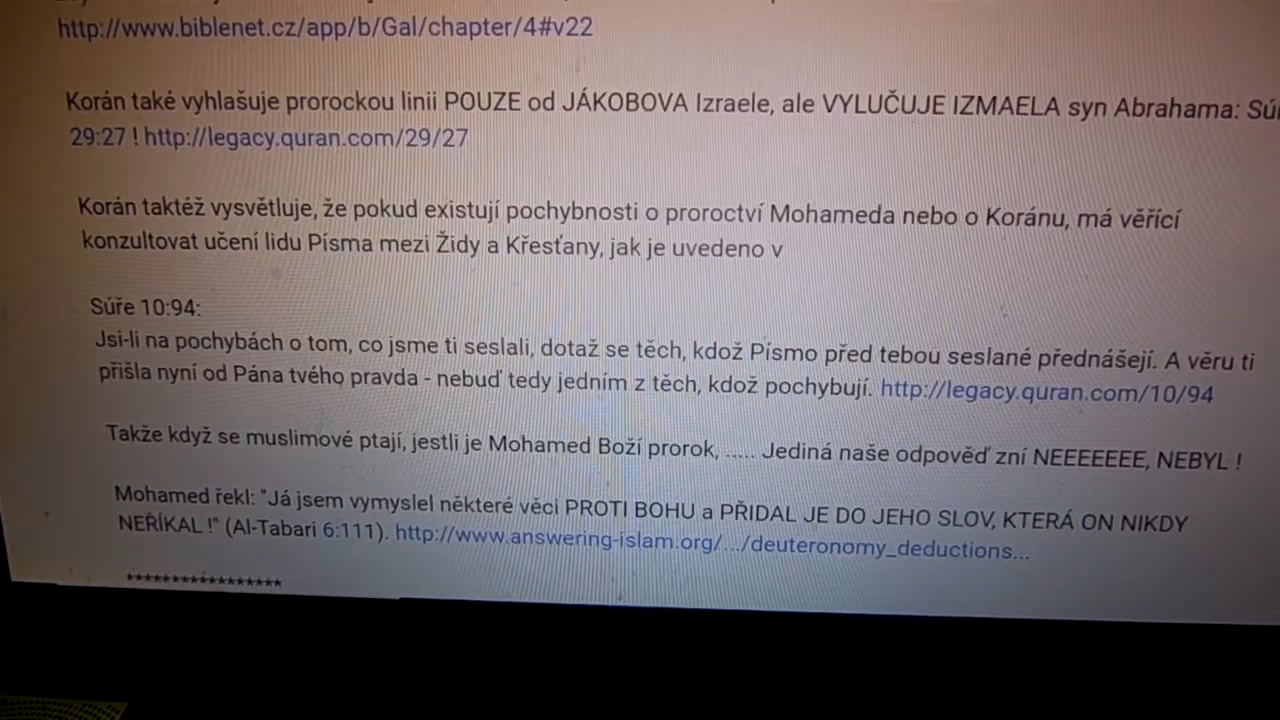 http://www.biblenet.cz/app/b/Gal/chapter/4#v22
Korán také vyhlašuje prorockou linii POUZE od JÁKOBOVA Izraele, ale VYLUČUJE IZMAELA syn Abrahama:
29:27 ! http://legacy.quran.com/29/27
Korán taktéž vysvětluje, že pokud existují pochybnosti o proroctví Mohameda nebo o Koránu, má věřící
konzultovat učení lidu Písma mezi Židy a Křesťany, jak je uvedeno v
Súře 10:94:
Jsi-li na pochybách o tom, co jsme ti seslali, dotaž se těch, kdož Písmo před tebou seslané přednášejí. A věru ti
přišla nyní od Pána tvého pravda - nebuď tedy jedním z těch, kdož pochybují. http://legacy.quran.com/10/94
Takže když se muslimové ptají, jestli je Mohamed Boží prorok, ..... Jediná naše odpověď zní NEEEEEEE, NEBYL !
Mohamed řekl: "Já jsem vymyslel některé věci PROTI BOHU a PŘIDAL JE DO JEHO SLOV, KTERÁ ON NIKDY
NEŘÍKAL !" (Al-Tabari 6:111). http://www.answering-islam.org/.../deuteronomy_deductions...
*****************